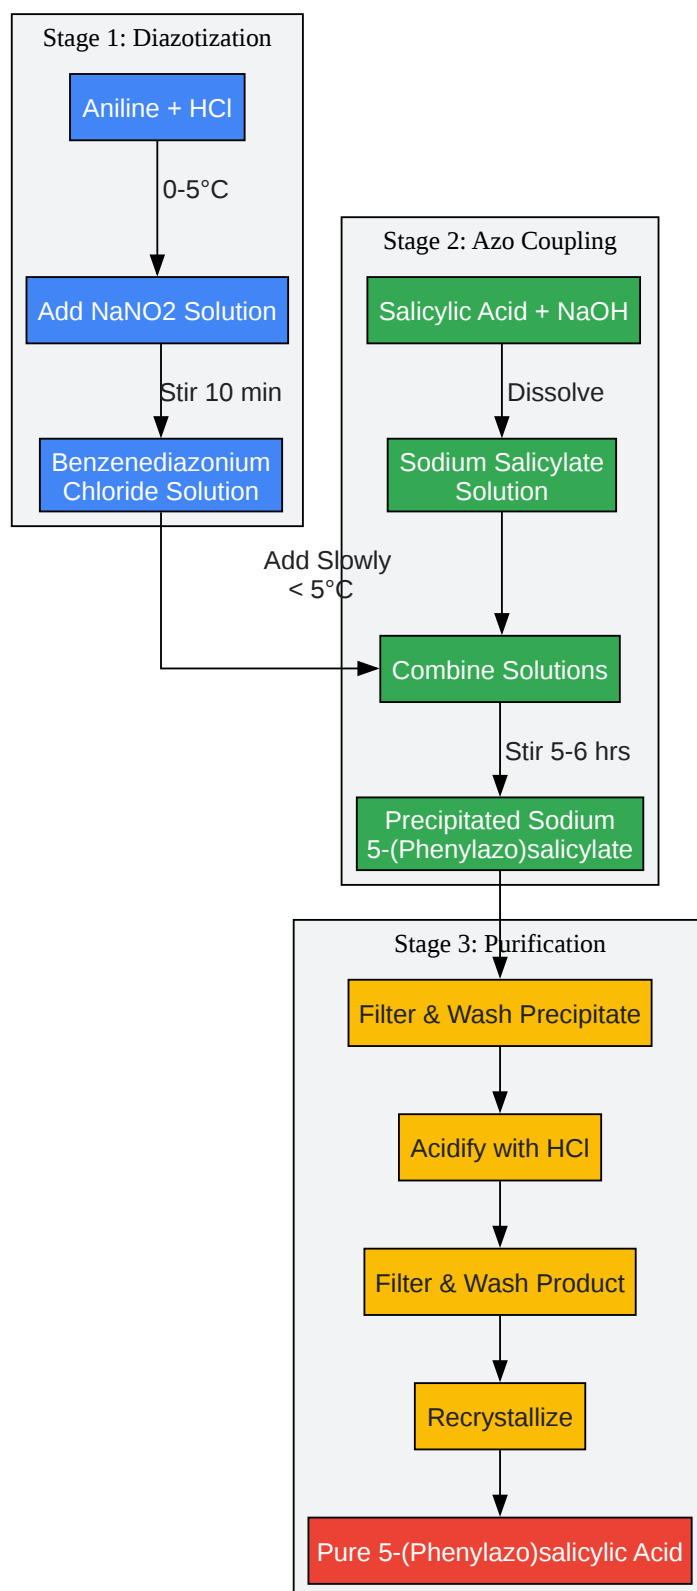 Stage 1: Diazotization
Aniline + HCl
0-5°C
Add NaNO2 Solution
Stir 10 min
Benzenediazonium
Chloride Solution
Add Slowly
< 5°C
Stage 2: Azo Coupling
Salicylic Acid + NaOH
Dissolve
Sodium Salicylate
Solution
Combine Solutions
Stir 5-6 hrs
Precipitated Sodium
5-(Phenylazo)salicylate
Stage 3: Purification
Filter & Wash Precipitate
Acidify with HCl
Filter & Wash Product
Recrystallize
Pure 5-(Phenylazo)salicylic Acid